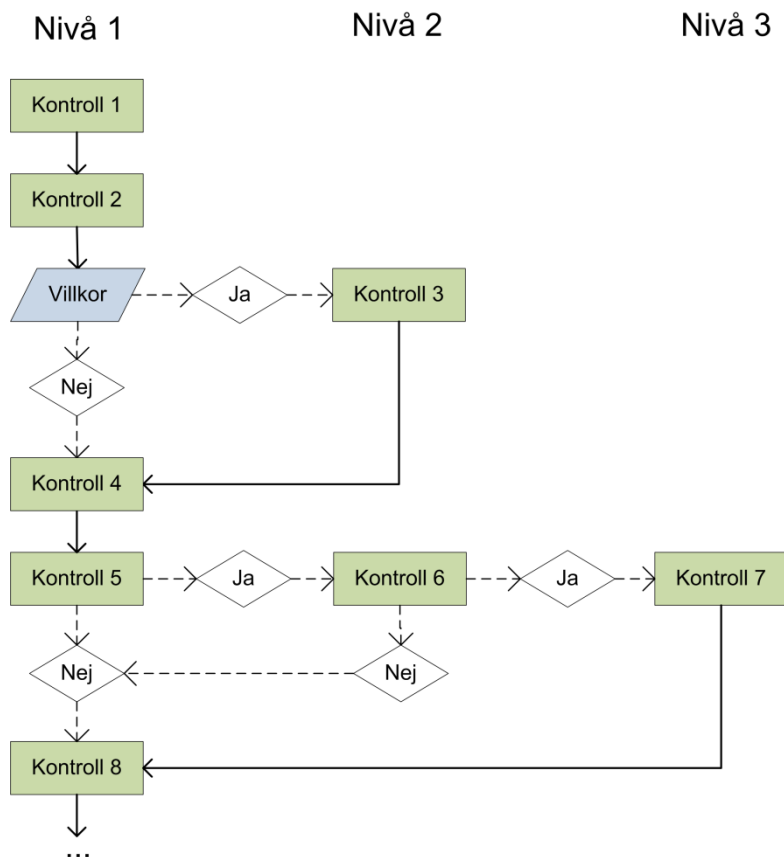 Nivå 1
Nivå 2
Nivå 3
Kontroll 1
Kontroll 2
Villkor
Ja
Kontroll 3
Nej
Kontroll 4
Kontroll 5
Ja
Kontroll 6
Ja
Kontroll 7
Nej
Nej
Kontroll 8
...